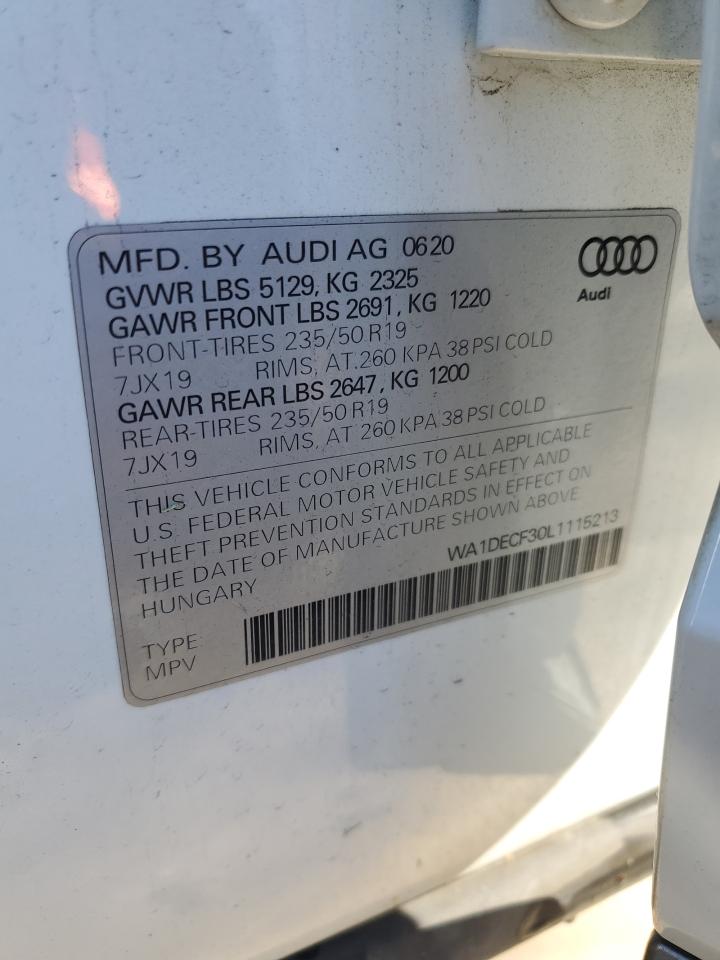 MFD. BY AUDI AG 0620
GVWR LBS 5129, KG 2325
GAWR FRONT LBS 2691, KG 1220
FRONT-TIRES 235/50 R19
7JX19 RIMS, AT 260 KPA 38 PSI COLD
GAWR REAR LBS 2647, KG 1200
REAR-TIRES 235/50 R19
7JX19 RIMS, AT 260 KPA 38 PSI COLD
Audi
THIS VEHICLE CONFORMS TO ALL APPLICABLE
U.S. FEDERAL MOTOR VEHICLE SAFETY AND
THEFT PREVENTION STANDARDS IN EFFECT ON
THE DATE OF MANUFACTURE SHOWN ABOVE
HUNGARY
WA1DECF30L1115213
TYPE
MPV